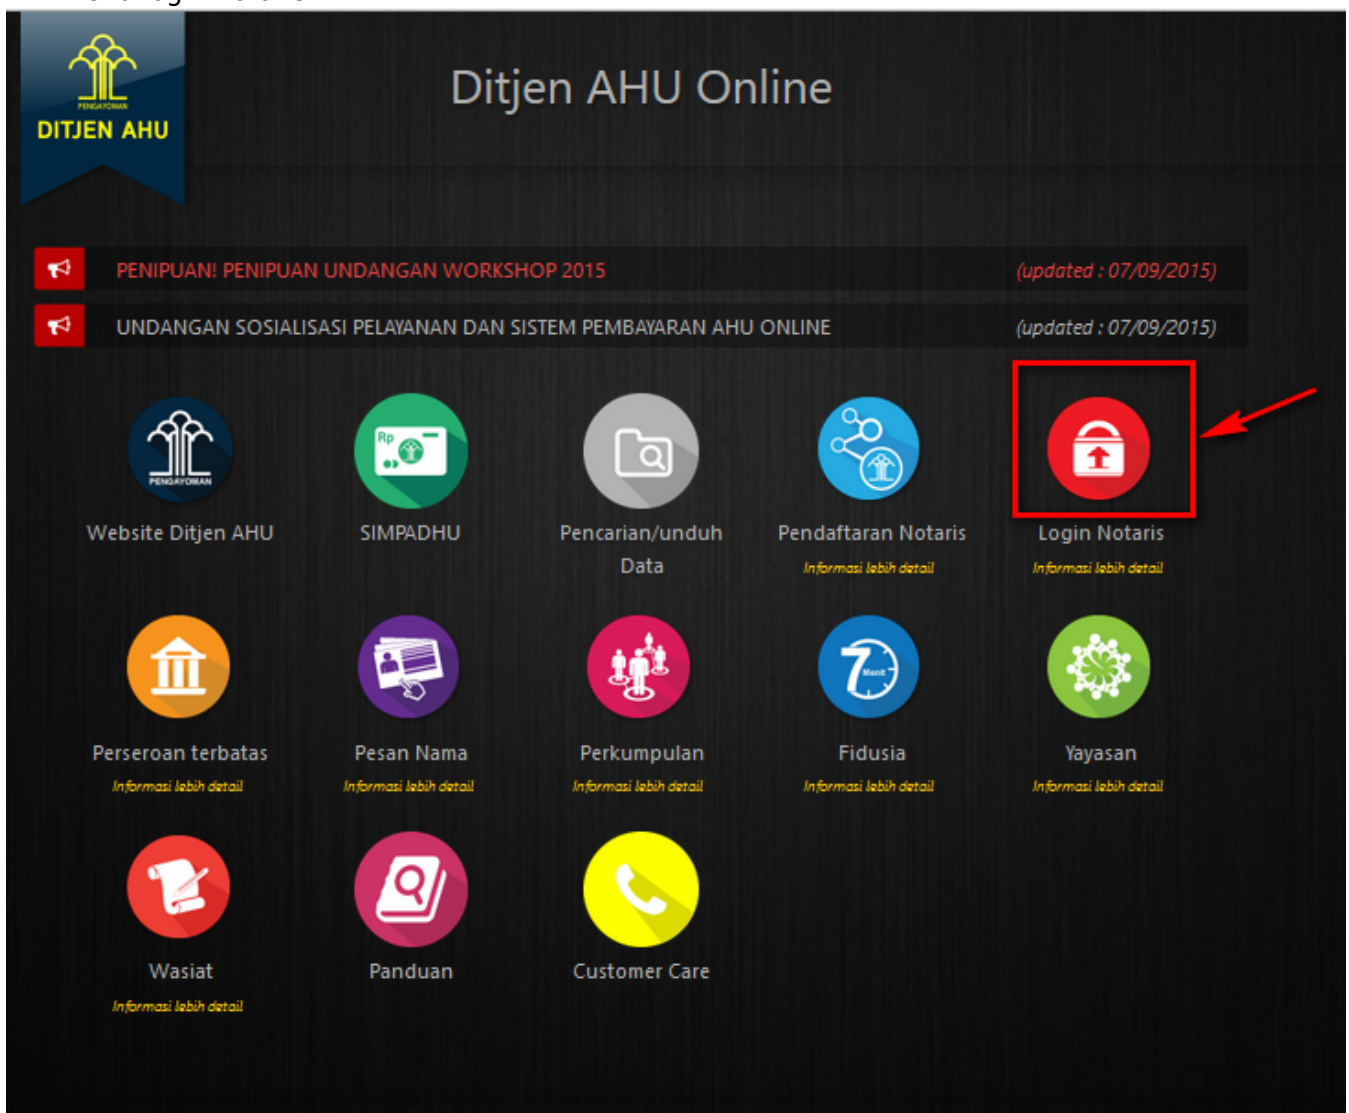 PENGAYOMAN
DITJEN AHU
Ditjen AHU Online
PENIPUAN! PENIPUAN UNDANGAN WORKSHOP 2015 (updated : 07/09/2015)
UNDANGAN SOSIALISASI PELAYANAN DAN SISTEM PEMBAYARAN AHU ONLINE (updated : 07/09/2015)
PENGAYOMAN
Rp
Website Ditjen AHU
SIMPADHU
Pencarian/unduh
Data
Pendaftaran Notaris
Informasi lebih detail
Login Notaris
Informasi lebih detail
Perseroan terbatas
Informasi lebih detail
Pesan Nama
Informasi lebih detail
Perkumpulan
Informasi lebih detail
7 Menit
Fidusia
Informasi lebih detail
Yayasan
Informasi lebih detail
Wasiat
Informasi lebih detail
Panduan
Customer Care